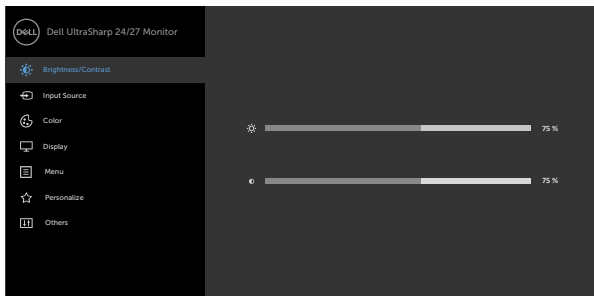 DELL
Dell UltraSharp 24/27 Monitor
Brightness/Contrast
Input Source
Color
Display
Menu
Personalize
Others
75 %
75 %